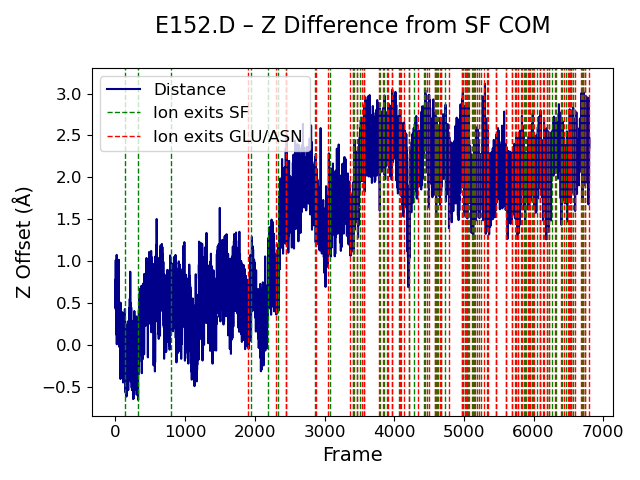 E152.D – Z Difference from SF COM
Distance
Ion exits SF
Ion exits GLU/ASN
Z Offset (Å)
3.0
2.5
2.0
1.5
1.0
0.5
0.0
−0.5
0 1000 2000 3000 4000 5000 6000 7000
Frame